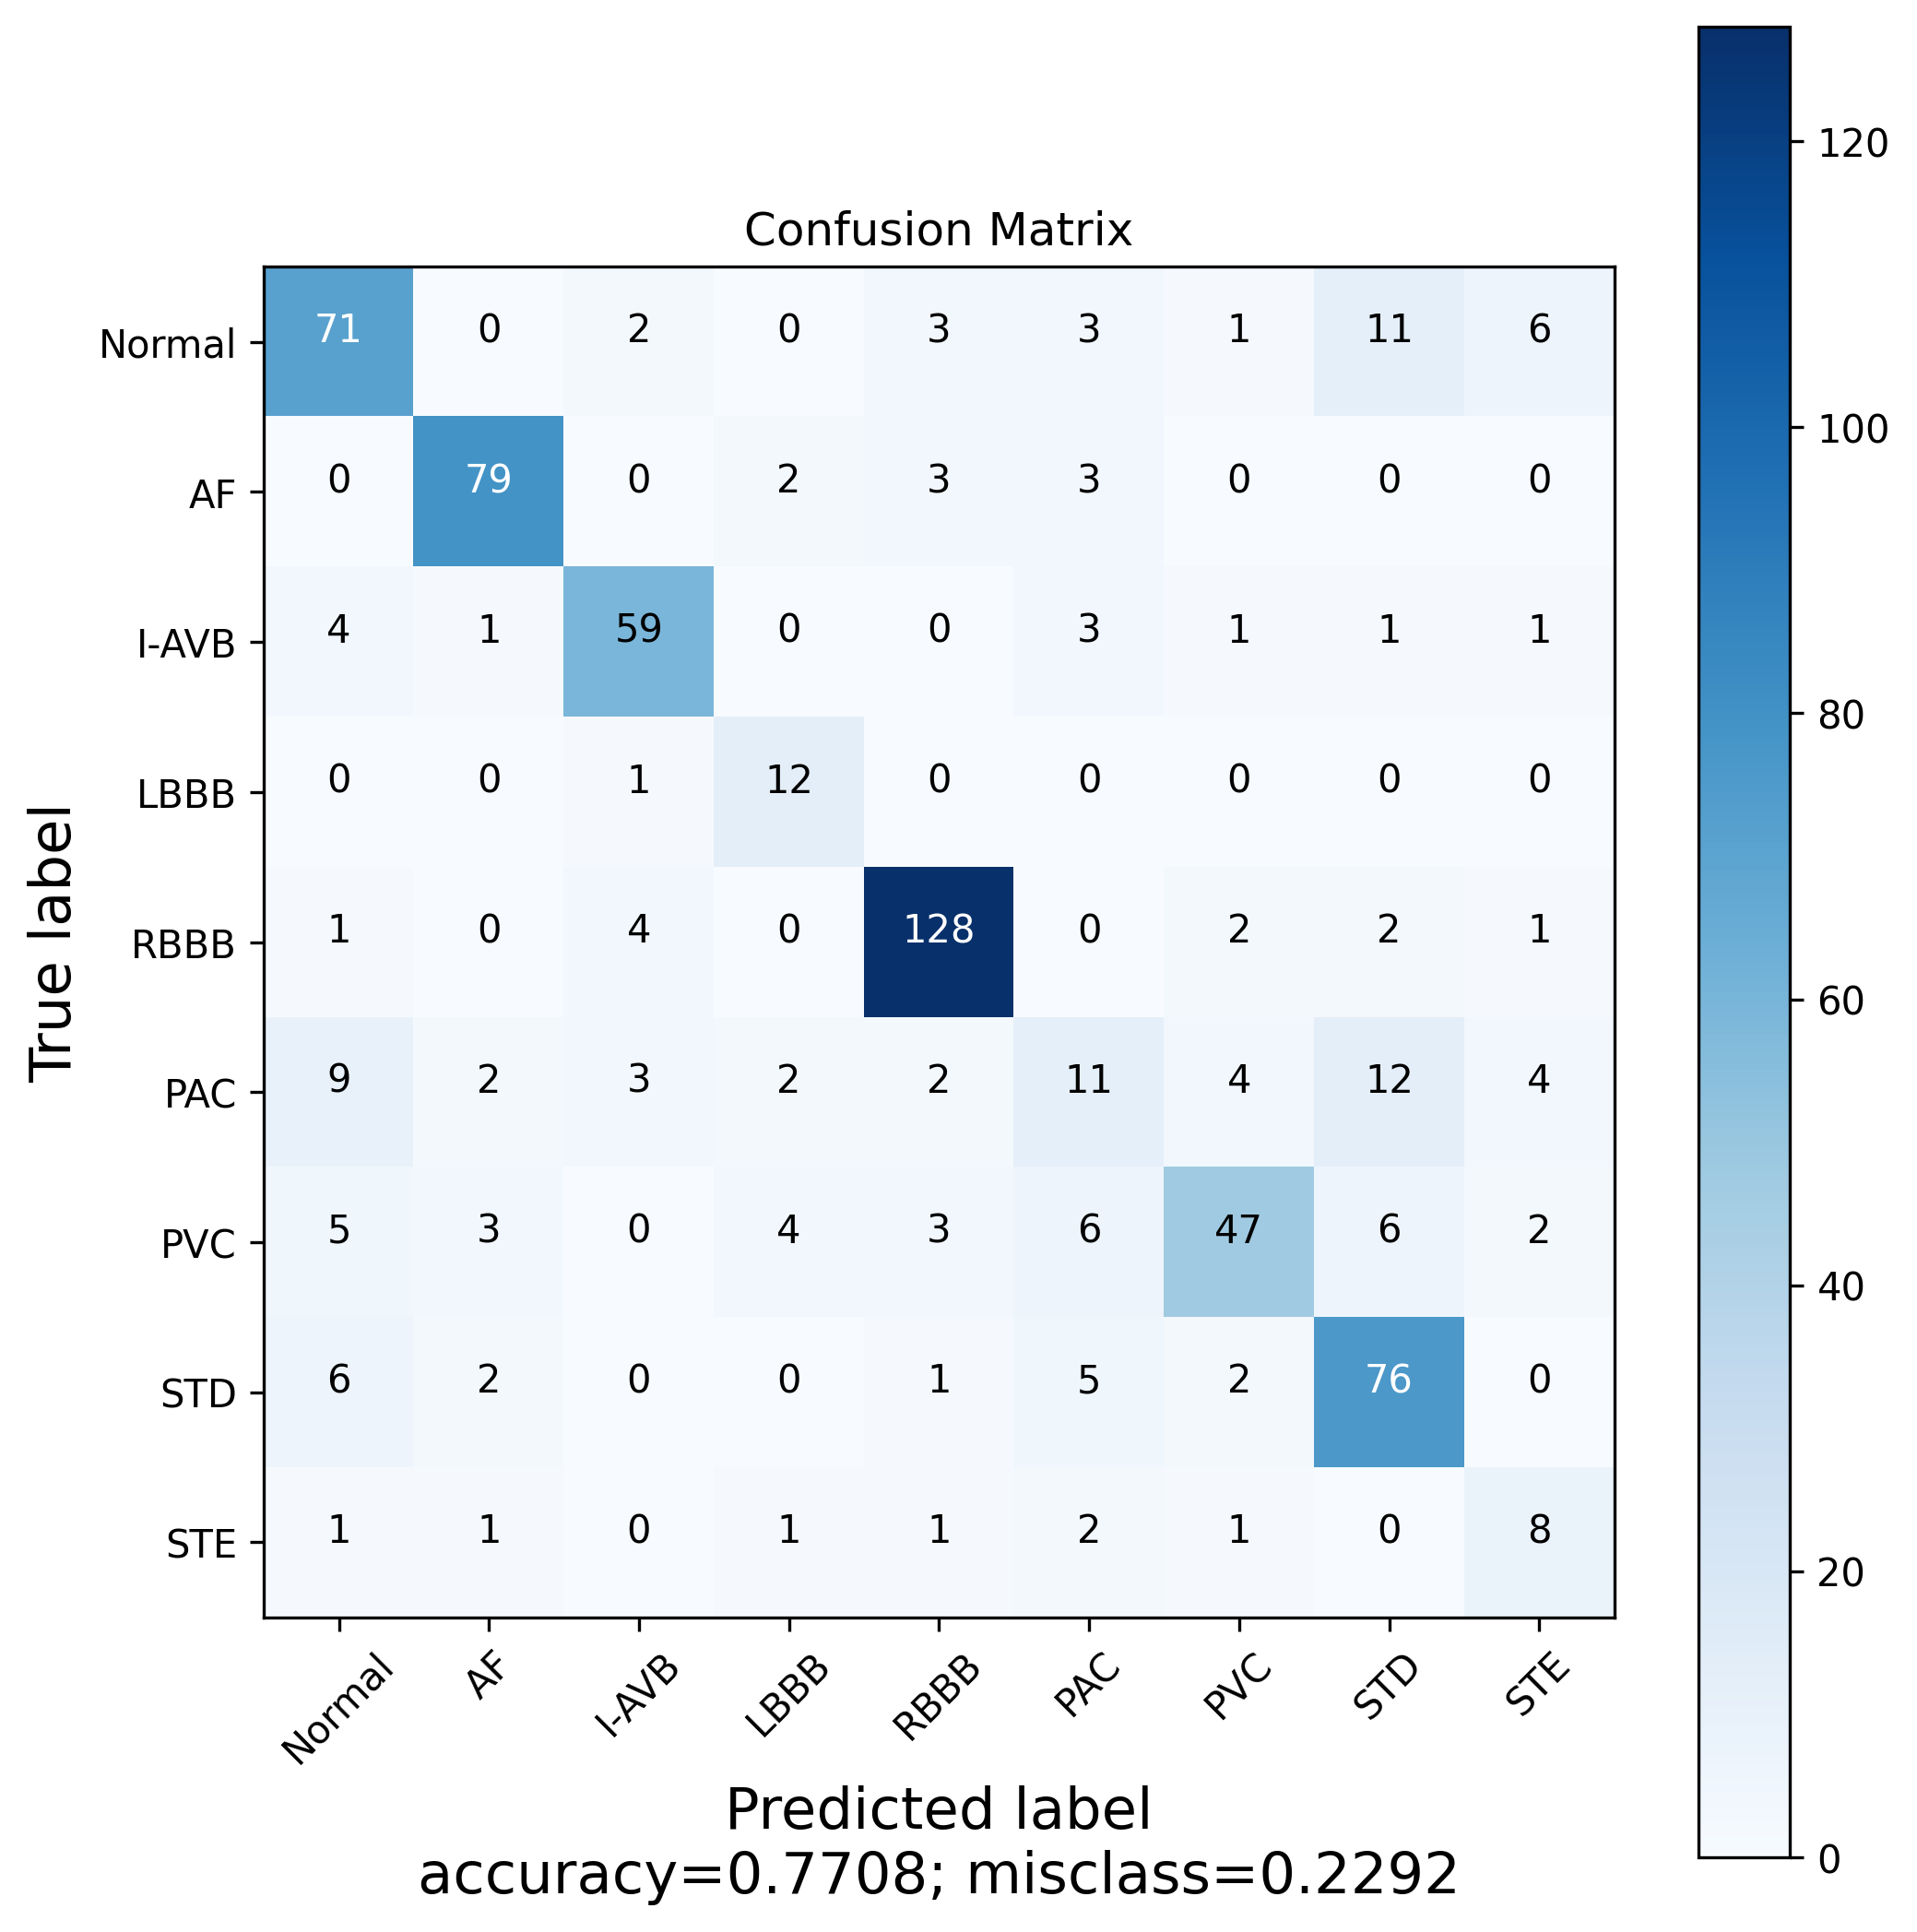 Confusion Matrix
Normal 71 0 2 0 3 3 1 11 6
AF 0 79 0 2 3 3 0 0 0
I-AVB 4 1 59 0 0 3 1 1 1
LBBB 0 0 1 12 0 0 0 0 0
RBBB 1 0 4 0 128 0 2 2 1
PAC 9 2 3 2 2 11 4 12 4
PVC 5 3 0 4 3 6 47 6 2
STD 6 2 0 0 1 5 2 76 0
STE 1 1 0 1 1 2 1 0 8
True label
Normal AF I-AVB LBBB RBBB PAC PVC STD STE
Predicted label
accuracy=0.7708; misclass=0.2292
120
100
80
60
40
20
0